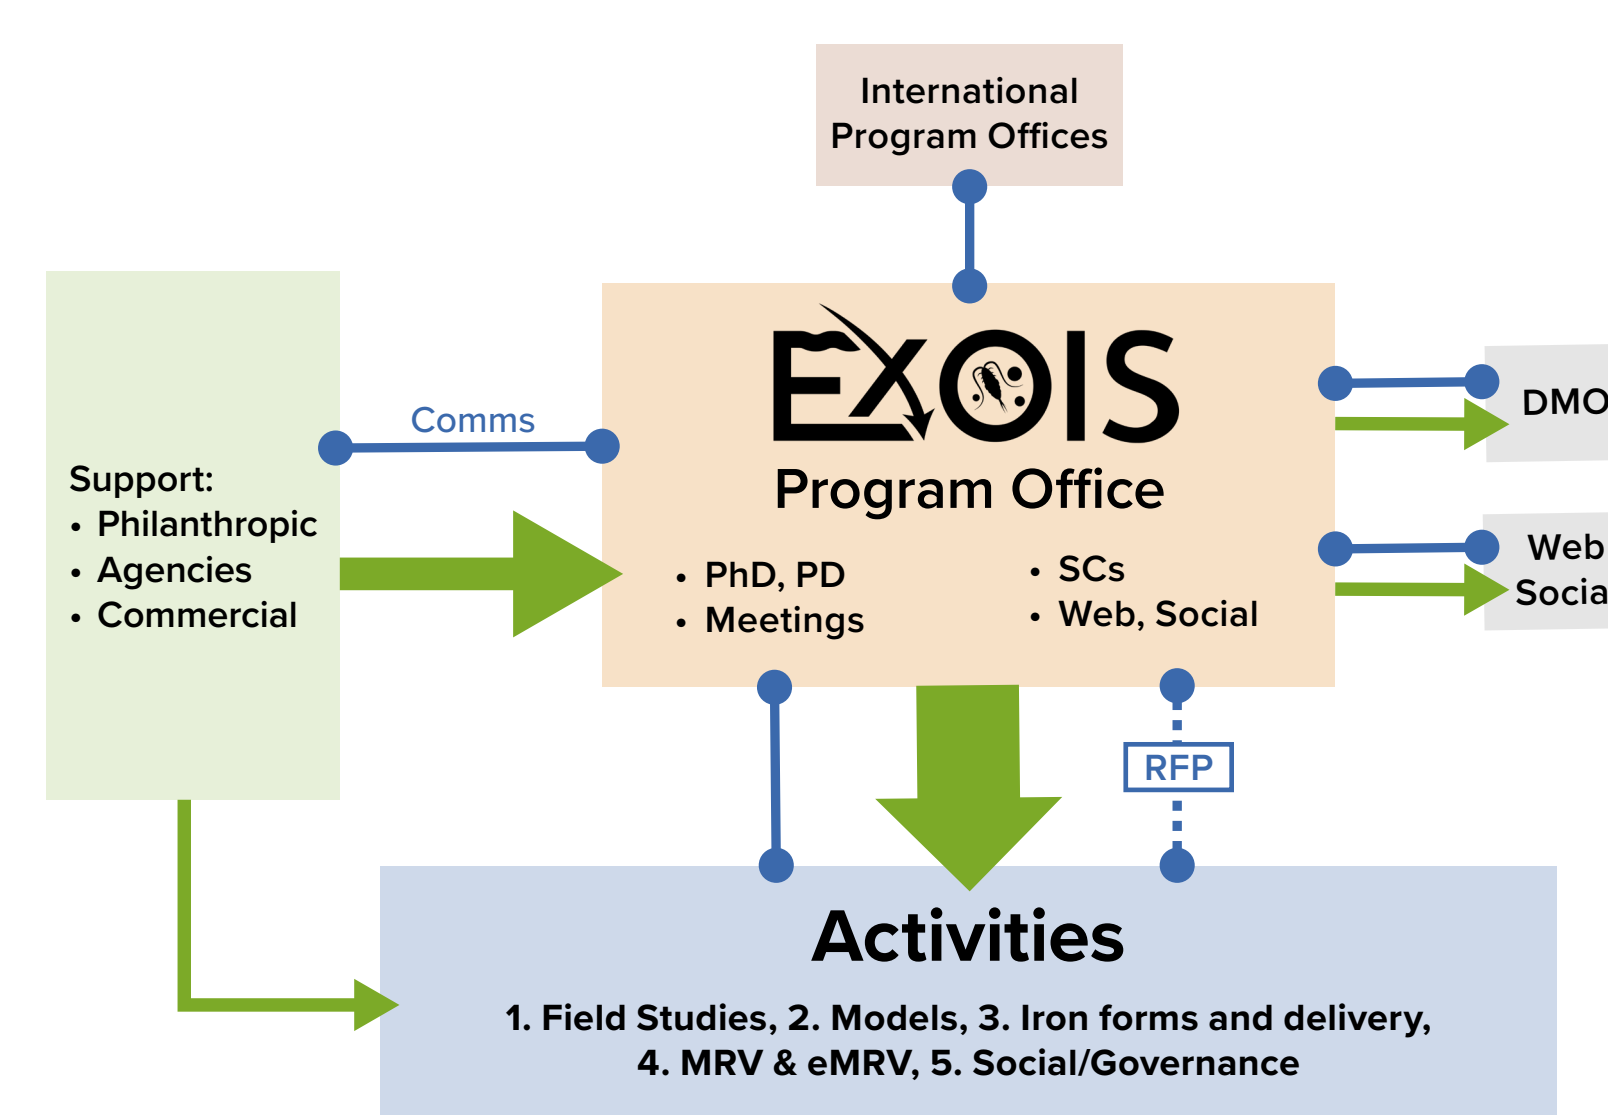 International
Program Offices
Comms
Support:
• Philanthropic
• Agencies
• Commercial
EXOIS
Program Office
• PhD, PD
• Meetings
• SCs
• Web, Social
DMO
Web
RFP
Activities
1. Field Studies, 2. Models, 3. Iron forms and delivery,
4. MRV & eMRV, 5. Social/Governance